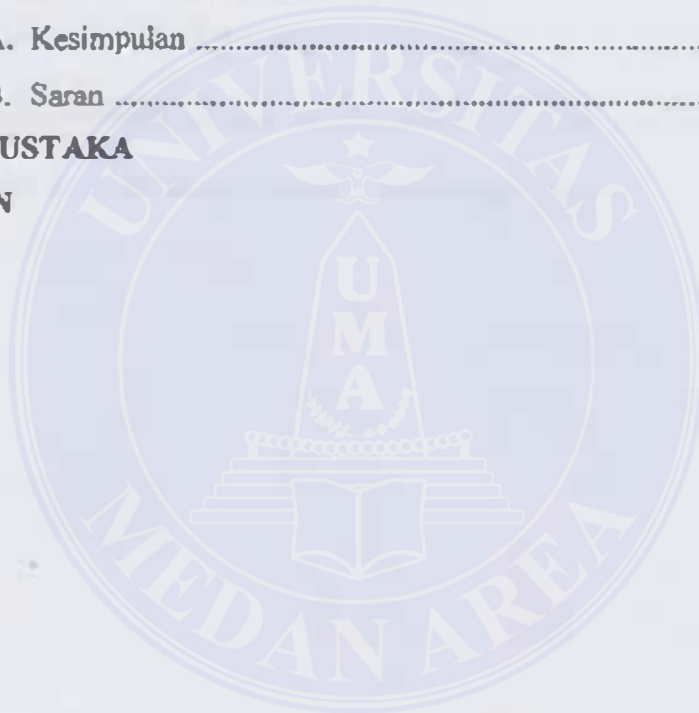 A. Kesimpulan
B. Saran
USTAKA
N
UNIVERSITAS
U
M
A
MEDAN AREA